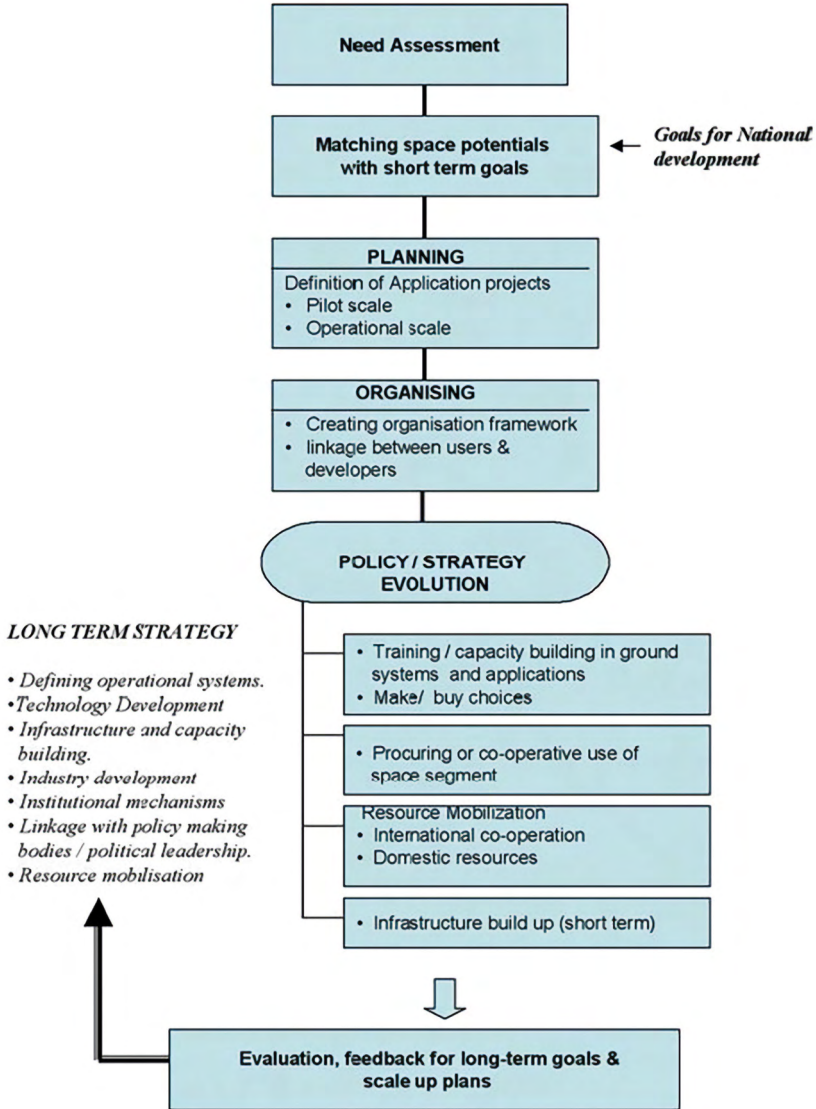 Need Assessment
Matching space potentials
with short term goals
Goals for National
development
PLANNING
Definition of Application projects
• Pilot scale
• Operational scale
ORGANISING
• Creating organisation framework
• linkage between users &
developers
POLICY / STRATEGY
EVOLUTION
LONG TERM STRATEGY
• Defining operational systems.
•Technology Development
• Infrastructure and capacity
building.
• Industry development
• Institutional mechanisms
• Linkage with policy making
bodies / political leadership.
• Resource mobilisation
• Training / capacity building in ground
systems and applications
• Make/ buy choices
• Procuring or co-operative use of
space segment
Resource Mobilization
• International co-operation
• Domestic resources
• Infrastructure build up (short term)
Evaluation, feedback for long-term goals &
scale up plans